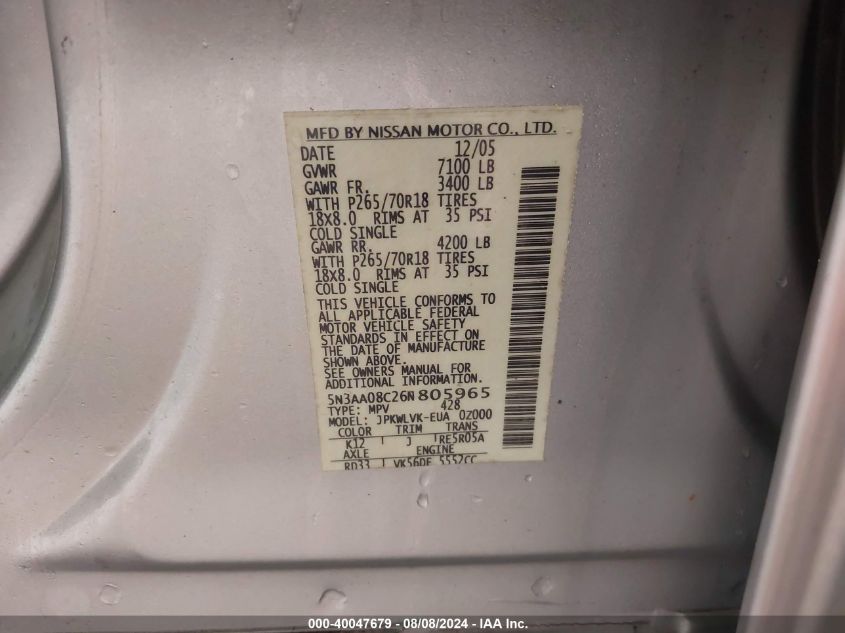 MFD BY NISSAN MOTOR CO., LTD.
DATE 12/05
GVWR 7100 LB
GAWR FR. 3400 LB
WITH P265/70R18 TIRES
18X8.0 RIMS AT 35 PSI
COLD SINGLE
GAWR RR. 4200 LB
WITH P265/70R18 TIRES
18X8.0 RIMS AT 35 PSI
COLD SINGLE
THIS VEHICLE CONFORMS TO
ALL APPLICABLE FEDERAL
MOTOR VEHICLE SAFETY
STANDARDS IN EFFECT ON
THE DATE OF MANUFACTURE
SHOWN ABOVE.
SEE OWNERS MANUAL FOR
ADDITIONAL INFORMATION.
5N3AA08C26N805965
TYPE: MPV 428
MODEL: JPKWLVK-EUA 0Z000
COLOR TRIM TRANS
K12 J RE5R05A
AXLE ENGINE
RD33 VK56DE 5552CC
000-40047679 - 08/08/2024 - IAA Inc.